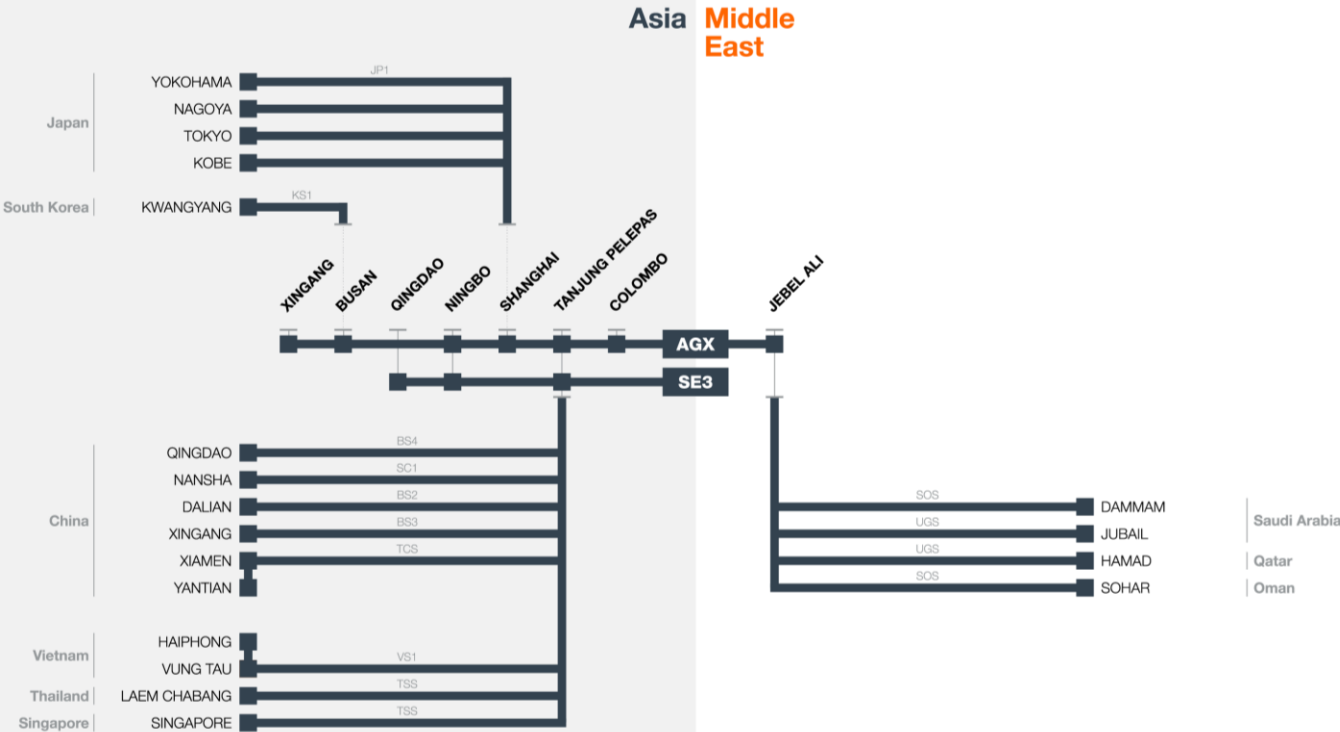 Asia
Middle
East
JP1
YOKOHAMA
NAGOYA
Japan
TOKYO
KOBE
KS1
South Korea
KWANGYANG
XINGANG
BUSAN
QINGDAO
NINGBO
SHANGHAI
TANJUNG PELEPAS
COLOMBO
JEBEL ALI
AGX
SE3
BS4
QINGDAO
SC1
NANSHA
BS2
DALIAN
China
BS3
XINGANG
TCS
XIAMEN
YANTIAN
SOS
DAMMAM
Saudi Arabia
UGS
JUBAIL
UGS
HAMAD
Qatar
SOS
SOHAR
Oman
HAIPHONG
Vietnam
VS1
VUNG TAU
TSS
Thailand
LAEM CHABANG
TSS
Singapore
SINGAPORE